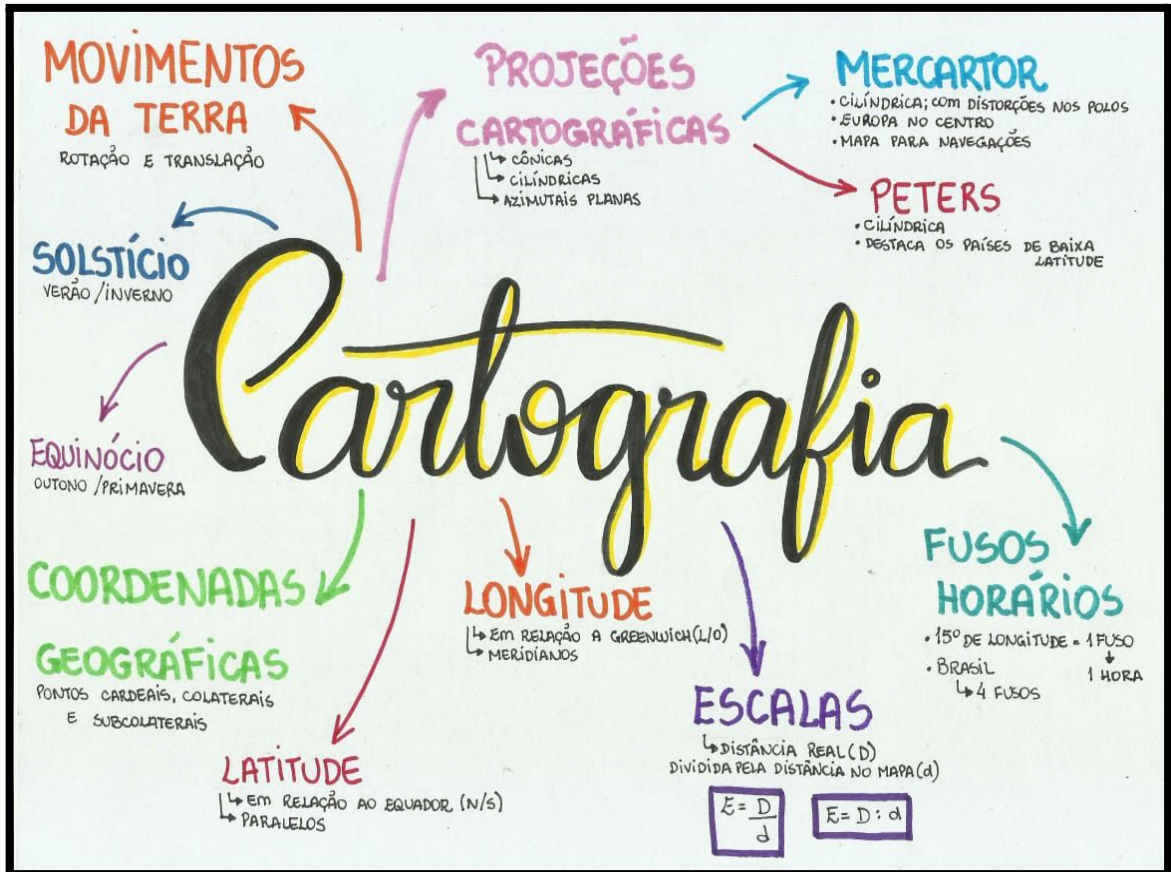 MOVIMENTOS
DA TERRA
ROTAÇÃO E TRANSLAÇÃO
PROJEÇÕES
CARTOGRÁFICAS
↳ CÔNICAS
↳ CILÍNDRICAS
↳ AZIMUTAIS PLANAS
MERCARTOR
• CILÍNDRICA; COM DISTORÇÕES NOS POLOS
• EUROPA NO CENTRO
• MAPA PARA NAVEGAÇÕES
PETERS
• CILÍNDRICA
• DESTACA OS PAÍSES DE BAIXA
LATITUDE
SOLSTÍCIO
VERÃO / INVERNO
Cartografia
EQUINÓCIO
OUTONO / PRIMAVERA
COORDENADAS
GEOGRÁFICAS
PONTOS CARDEAIS, COLATERAIS
E SUBCOLATERAIS
LATITUDE
↳ EM RELAÇÃO AO EQUADOR (N/S)
↳ PARALELOS
LONGITUDE
↳ EM RELAÇÃO A GREENWICH (L/O)
↳ MERIDIANOS
ESCALAS
↳ DISTÂNCIA REAL (D)
DIVIDIDA PELA DISTÂNCIA NO MAPA (d)
E = D
d
E = D : d
FUSOS
HORÁRIOS
• 15º DE LONGITUDE = 1 FUSO
↓
1 HORA
• BRASIL
↳ 4 FUSOS